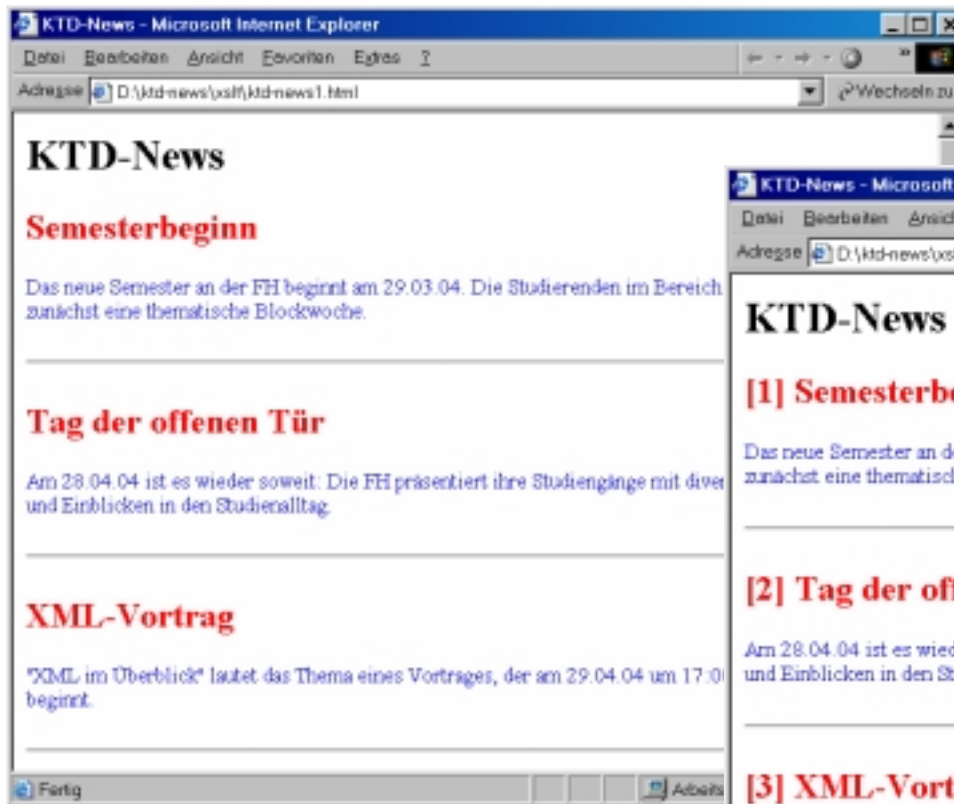 KTD-News - Microsoft Internet Explorer
Datei Bearbeiten Ansicht Favoriten Extras ?
Adresse D:\ktd-news\xslt\ktd-news1.html Wechseln zu
KTD-News
Semesterbeginn
Das neue Semester an der FH beginnt am 29.03.04. Die Studierenden im Bereich
zunächst eine thematische Blockwoche.
Tag der offenen Tür
Am 28.04.04 ist es wieder soweit: Die FH präsentiert ihre Studiengänge mit diver
und Einblicken in den Studienalltag.
XML-Vortrag
"XML im Überblick" lautet das Thema eines Vortrages, der am 29.04.04 um 17:0
beginnt.
Fertig Arbeits
KTD-News - Microsoft
Datei Bearbeiten Ansich
Adresse D:\ktd-news\xsl
KTD-News
[1] Semesterbe
Das neue Semester an de
zunächst eine thematisch
[2] Tag der off
Am 28.04.04 ist es wied
und Einblicken in den St
[3] XML-Vort